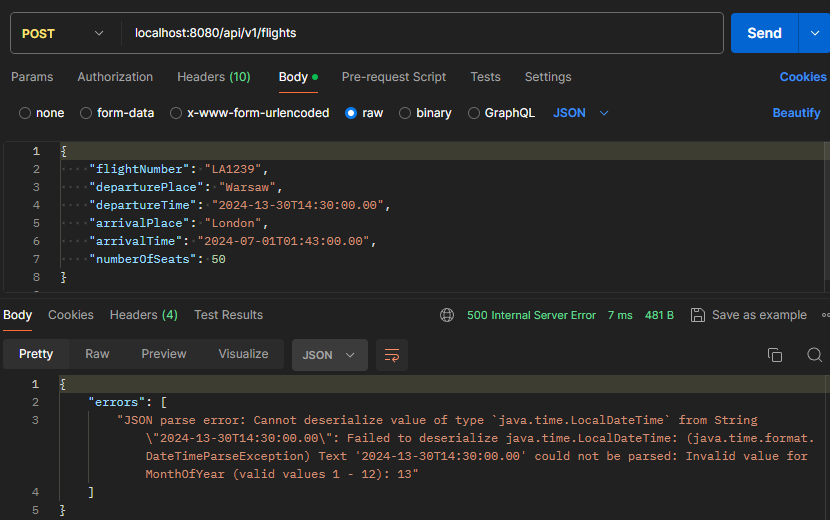 POST localhost:8080/api/v1/flights Send
Params Authorization Headers (10) Body Pre-request Script Tests Settings Cookies
none form-data x-www-form-urlencoded raw binary GraphQL JSON Beautify
1 {
2 "flightNumber": "LA1239",
3 "departurePlace": "Warsaw",
4 "departureTime": "2024-13-30T14:30:00.00",
5 "arrivalPlace": "London",
6 "arrivalTime": "2024-07-01T01:43:00.00",
7 "numberOfSeats": 50
8 }
Body Cookies Headers (4) Test Results 500 Internal Server Error 7 ms 481 B Save as example
Pretty Raw Preview Visualize JSON
1 {
2 "errors": [
3 "JSON parse error: Cannot deserialize value of type `java.time.LocalDateTime` from String
\"2024-13-30T14:30:00.00\": Failed to deserialize java.time.LocalDateTime: (java.time.format.
DateTimeParseException) Text '2024-13-30T14:30:00.00' could not be parsed: Invalid value for
MonthOfYear (valid values 1 - 12): 13"
4 ]
5 }